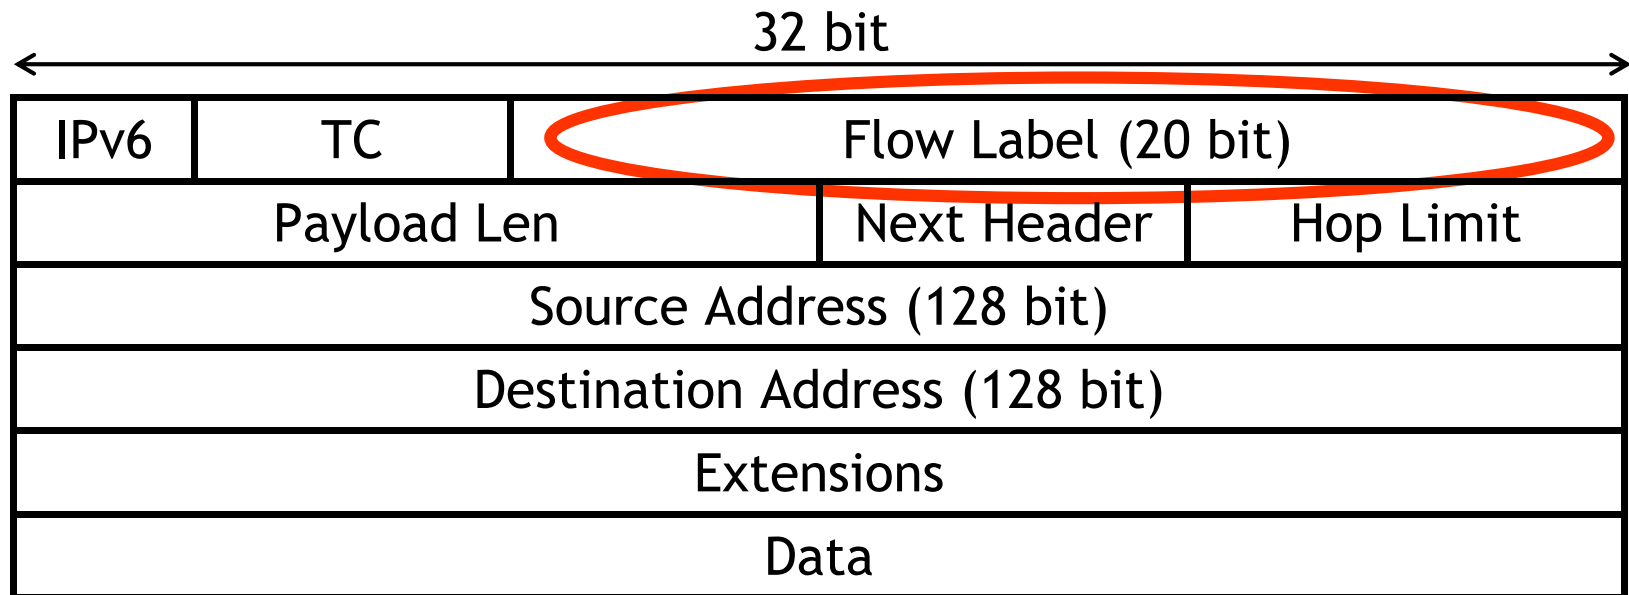 32 bit
IPv6 TC Flow Label (20 bit)
Payload Len Next Header Hop Limit
Source Address (128 bit)
Destination Address (128 bit)
Extensions
Data